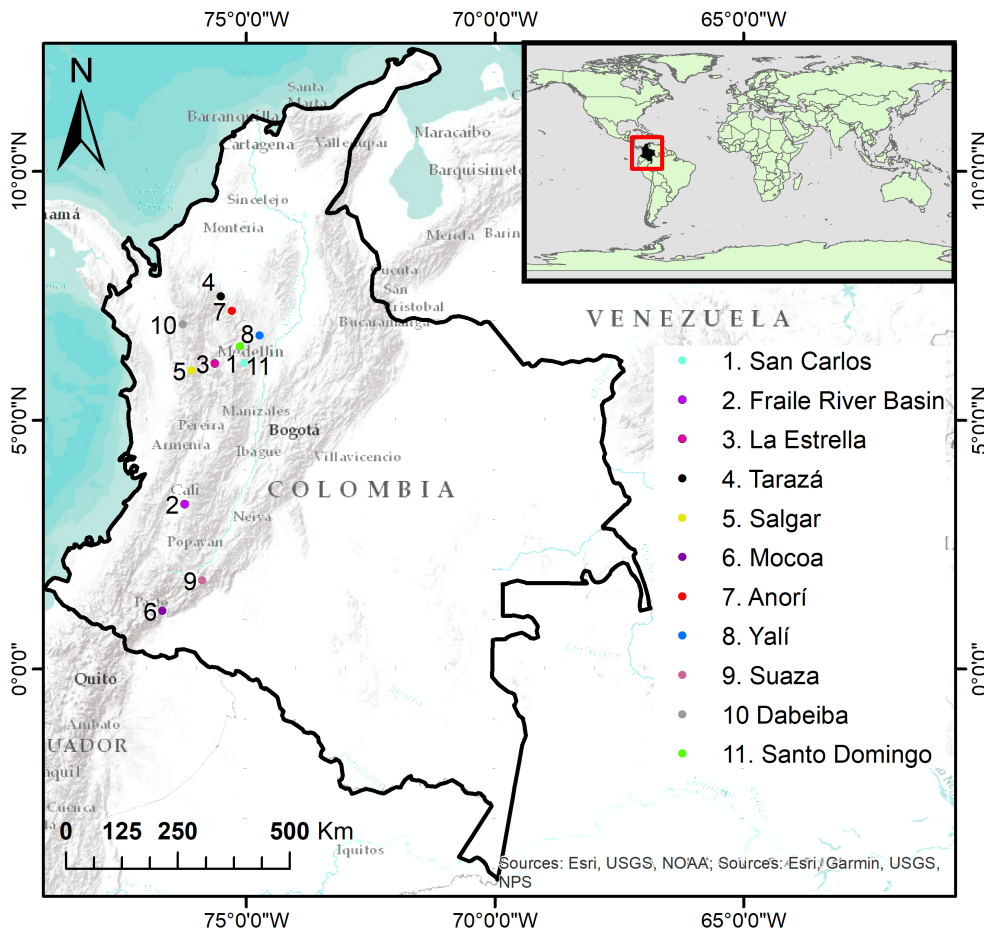 75°0'0"W
70°0'0"W
65°0'0"W
N
10°0'0"N
10°0'0"N
Santa
Marta
Barranquilla
Cartagena
Valledupar
Maracaibo
Barquisimeto
Sincelejo
Monteria
namá
Merida
Barin
Cucuta
San
Cristobal
Bucaramanga
VENEZUELA
4
7
10
8
Medellin
3
1
11
5
1. San Carlos
2. Fraile River Basin
3. La Estrella
4. Tarazá
5. Salgar
6. Mocoa
7. Anorí
8. Yalí
9. Suaza
10 Dabeiba
11. Santo Domingo
5°0'0"N
5°0'0"N
Manizales
Pereira
Bogotá
Armenia
Ibague
Villavicencio
COLOMBIA
Cali
2
Neiva
Popayan
9
Pasto
6
0°0'0"
0°0'0"
Quito
Ambato
UADOR
aquil
Cuenca
0 125 250 500 Km
Iquitos
Sources: Esri, USGS, NOAA; Sources: Esri, Garmin, USGS,
NPS
75°0'0"W
70°0'0"W
65°0'0"W